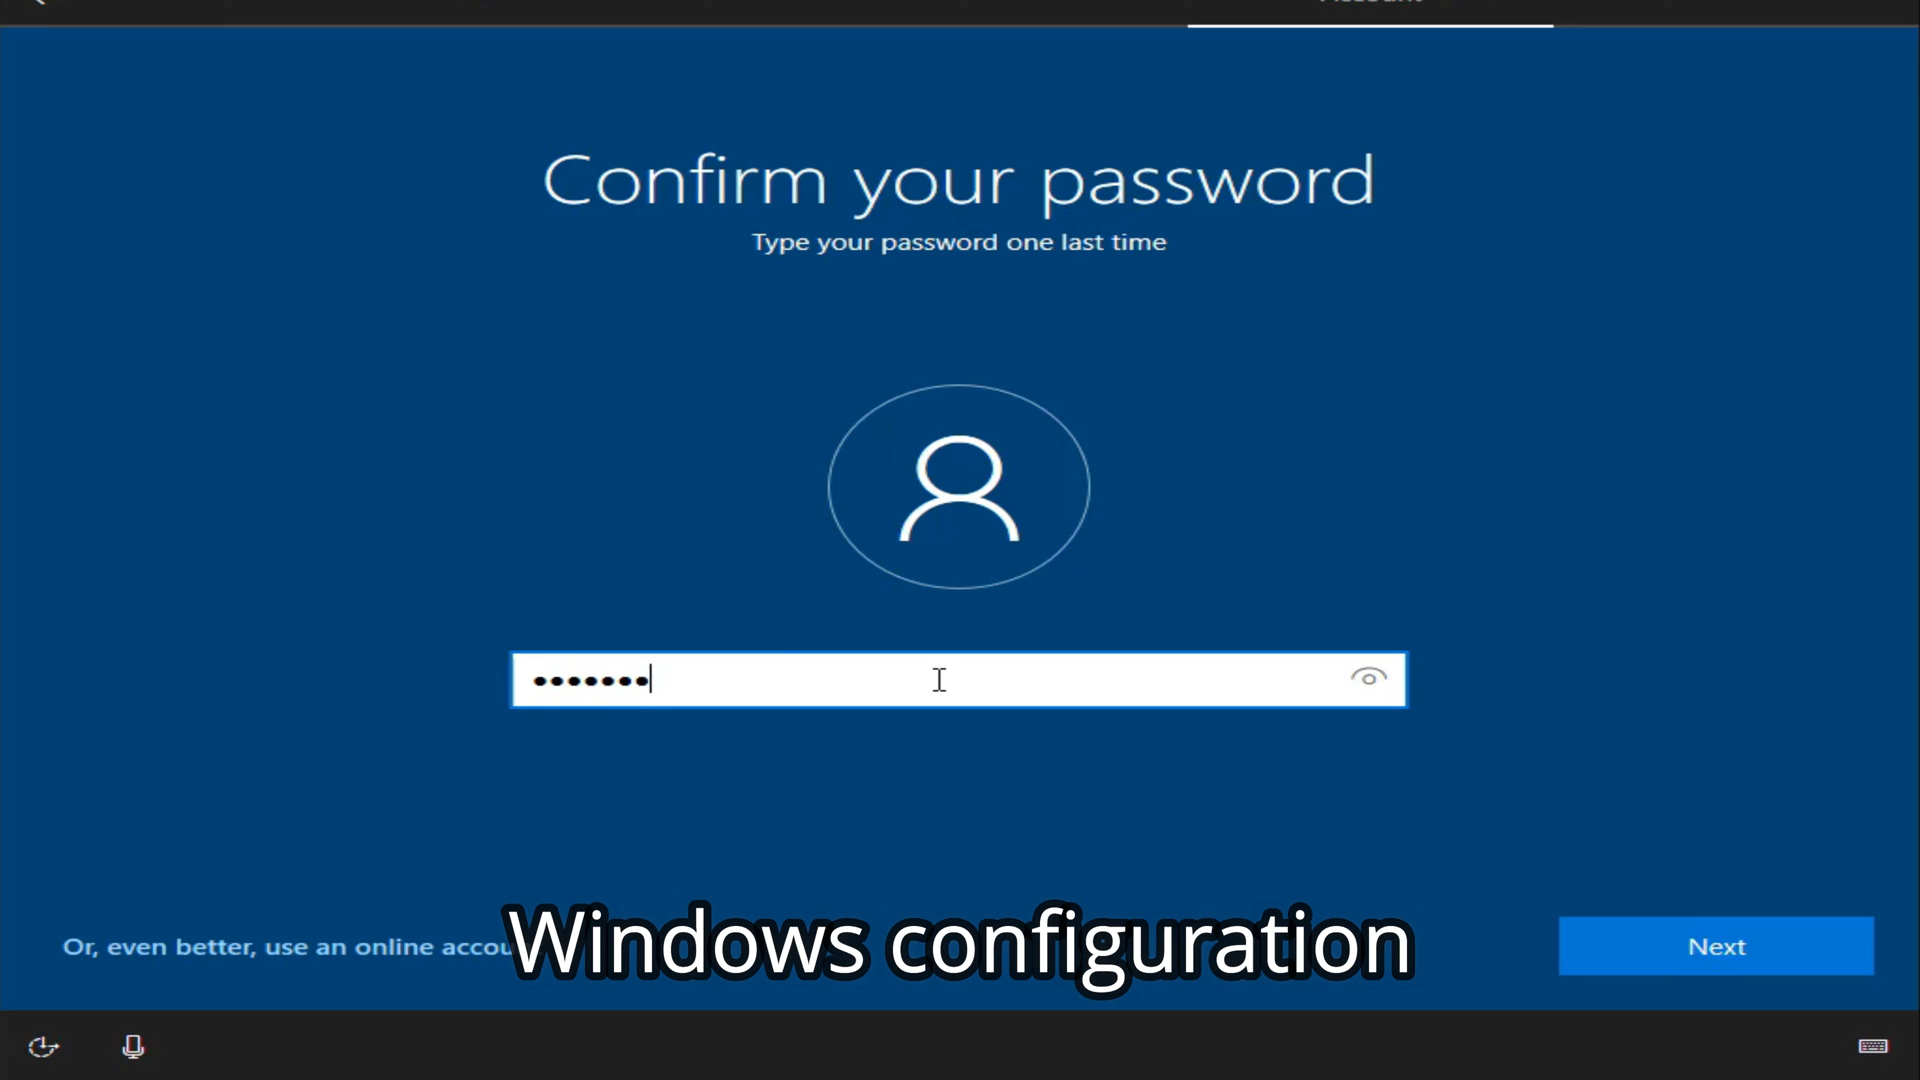 Account
Confirm your password
Type your password one last time
•••••••
Or, even better, use an online accou
Windows configuration
Next